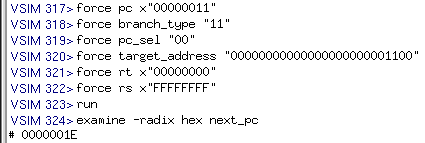 VSIM 317> force pc x"00000011"
VSIM 318> force branch_type "11"
VSIM 319> force pc_sel "00"
VSIM 320> force target_address "00000000000000000000001100"
VSIM 321> force rt x"00000000"
VSIM 322> force rs x"FFFFFFFF"
VSIM 323> run
VSIM 324> examine -radix hex next_pc
# 0000001E